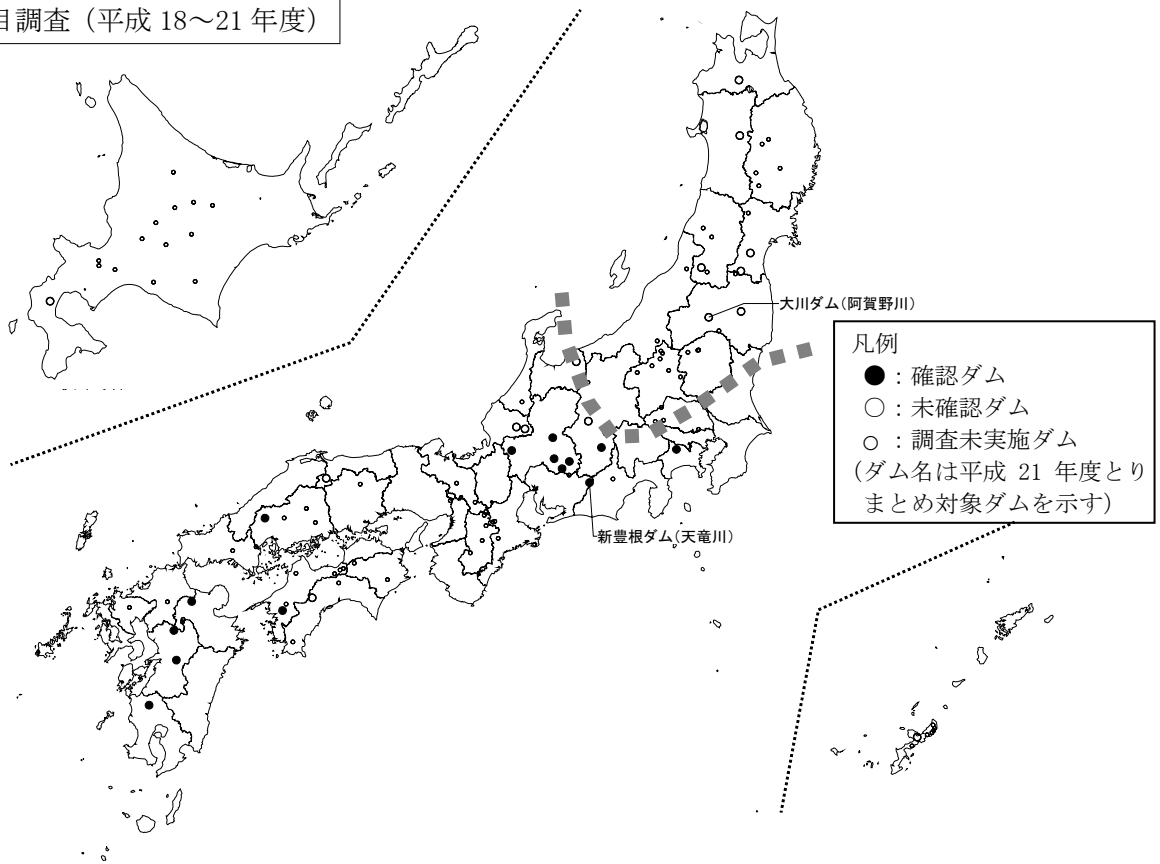 目調査（平成 18～21 年度）
大川ダム(阿賀野川)
凡例
●：確認ダム
○：未確認ダム
○：調査未実施ダム
(ダム名は平成 21 年度とり
まとめ対象ダムを示す)
新豊根ダム(天竜川)